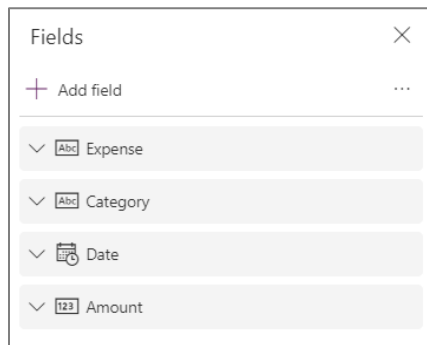 Fields
Add field
Abc Expense
Abc Category
Date
123 Amount